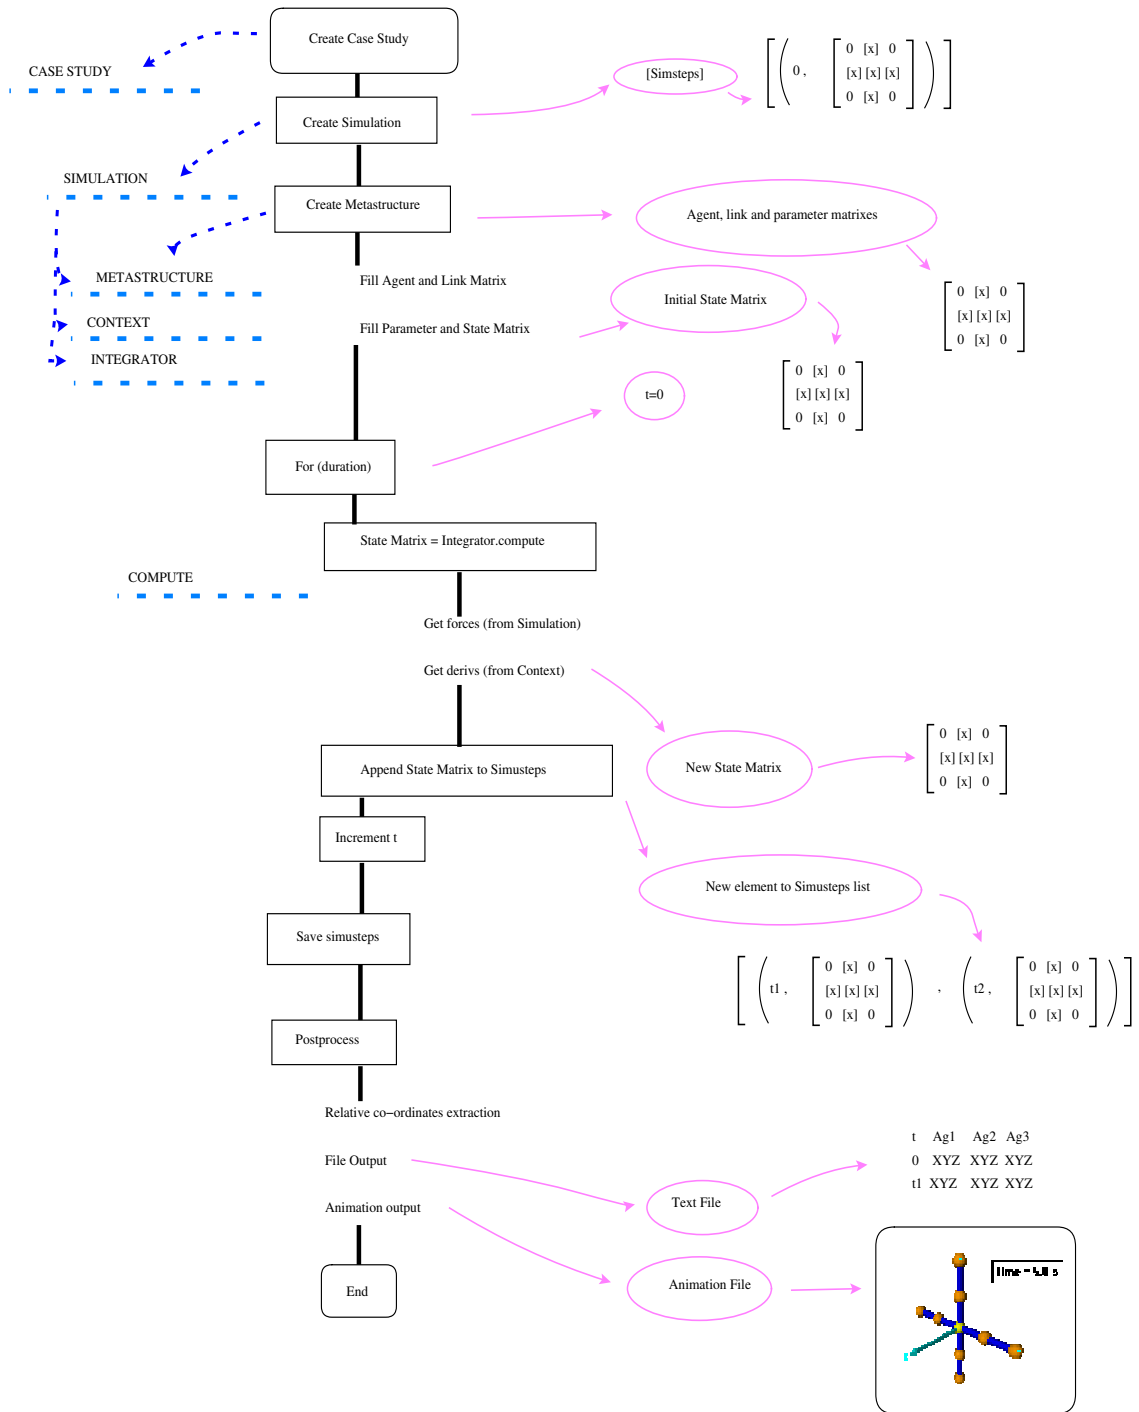 Create Case Study
CASE STUDY
[Simsteps]
0 [x] 0
0 , [x] [x] [x]
0 [x] 0
Create Simulation
SIMULATION
Create Metastructure
Agent, link and parameter matrixes
METASTRUCTURE
Fill Agent and Link Matrix
Initial State Matrix
0 [x] 0
[x] [x] [x]
0 [x] 0
CONTEXT
Fill Parameter and State Matrix
INTEGRATOR
0 [x] 0
[x] [x] [x]
0 [x] 0
t=0
For (duration)
State Matrix = Integrator.compute
COMPUTE
Get forces (from Simulation)
Get derivs (from Context)
New State Matrix
0 [x] 0
[x] [x] [x]
0 [x] 0
Append State Matrix to Simusteps
Increment t
New element to Simusteps list
Save simusteps
0 [x] 0 0 [x] 0
t1 , [x] [x] [x] , t2 , [x] [x] [x]
0 [x] 0 0 [x] 0
Postprocess
Relative co−ordinates extraction
File Output
Text File
t Ag1 Ag2 Ag3
0 XYZ XYZ XYZ
t1 XYZ XYZ XYZ
Animation output
Animation File
End